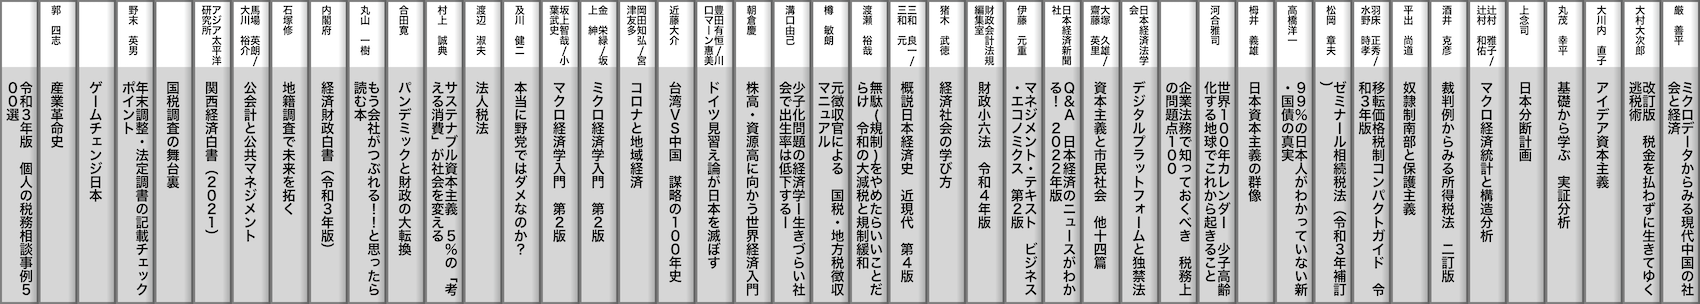 厳　善平
ミクロデータからみる現代中国の社
会と経済
大村大次郎
改訂版　税金を払わずに生きてゆく
逃税術
大川内　直子
アイデア資本主義
丸茂　幸平
基礎から学ぶ　実証分析
上念司
日本分断計画
辻村　雅子/
辻村　和佑
マクロ経済統計と構造分析
平出　尚道
奴隷制南部と保護主義
酒井　克彦
裁判例からみる所得税法　二訂版
羽床　正秀/
水野　時孝
移転価格税制コンパクトガイド　令
和3年版
松岡　章夫
ゼミナール相続税法（令和3年補訂
）
高橋洋一
99%の日本人がわかっていない新
・国債の真実
栂井　義雄
日本資本主義の群像
河合雅司
世界100年カレンダー　少子高齢
化する地球でこれから起きること
企業法務で知っておくべき　税務上
の問題点100
日本経済法学
会
デジタルプラットフォームと独禁法
大塚　久雄/
齋藤　英里
資本主義と市民社会　他十四篇
日本経済新聞
社
Q&A　日本経済のニュースがわか
る！　2022年版
伊藤　元重
マネジメント・テキスト　ビジネス
・エコノミクス　第2版
財政会計法規
編集室
財政小六法　令和4年版
三和　良一/
三和　元
概説日本経済史　近現代　第4版
猪木　武徳
経済社会の学び方
渡瀬　裕哉
無駄(規制)をやめたらいいことだ
らけ　令和の大減税と規制緩和
樽　敏朗
元徴収官による　国税・地方税徴収
マニュアル
溝口由己
少子化問題の経済学ー生きづらい社
会で出生率は低下するー
朝倉慶
株高・資源高に向かう世界経済入門
豊田有恒/川
口マーン惠美
ドイツ見習え論が日本を滅ぼす
近藤大介
台湾VS中国　謀略の100年史
岡田知弘/宮
津友多
コロナと地域経済
金　栄緑/坂
上　紳
ミクロ経済学入門　第2版
坂上智哉/小
葉武史
マクロ経済学入門　第2版
及川　健二
本当に野党ではダメなのか？
渡辺　淑夫
法人税法
村上　誠典
サステナブル資本主義　5%の「考
える消費」が社会を変える
合田寛
パンデミックと財政の大転換
丸山　一樹
もう会社がつぶれる！！と思ったら
読む本
内閣府
経済財政白書（令和3年版）
石塚修
地籍調査で未来を拓く
馬場　英朗/
大川　裕介
公会計と公共マネジメント
アジア太平洋
研究所
関西経済白書（2021）
国税調査の舞台裏
野末　英男
年末調整・法定調書の記載チェック
ポイント
ゲームチェンジ日本
郭　四志
産業革命史
令和3年版　個人の税務相談事例5
00選